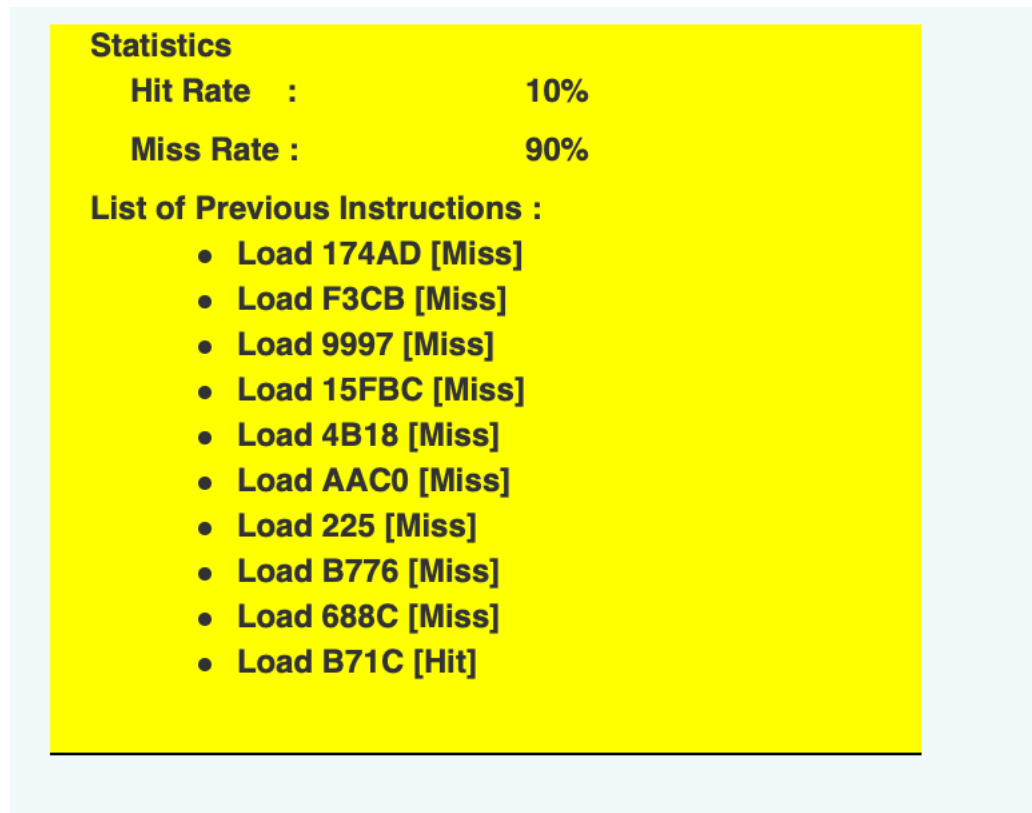 Statistics
Hit Rate : 10%
Miss Rate : 90%
List of Previous Instructions :
• Load 174AD [Miss]
• Load F3CB [Miss]
• Load 9997 [Miss]
• Load 15FBC [Miss]
• Load 4B18 [Miss]
• Load AAC0 [Miss]
• Load 225 [Miss]
• Load B776 [Miss]
• Load 688C [Miss]
• Load B71C [Hit]